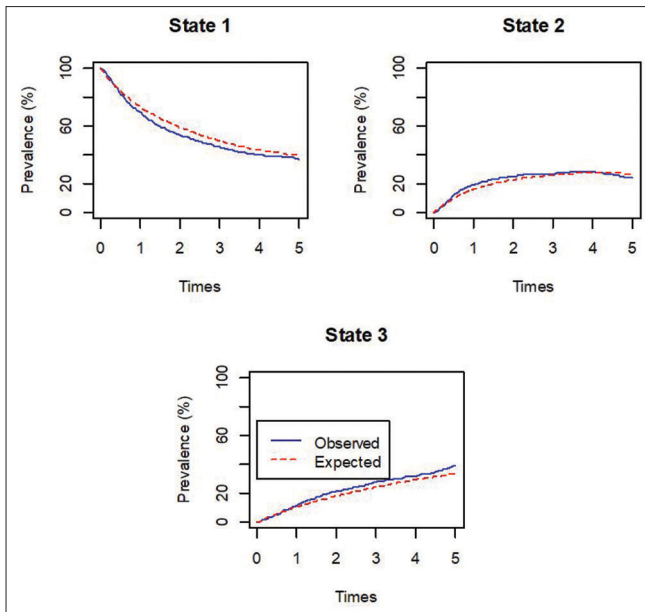 State 1
Prevalence (%)
100
60
20
0
0 1 2 3 4 5
Times
State 2
Prevalence (%)
100
60
20
0
0 1 2 3 4 5
Times
State 3
Prevalence (%)
100
60
20
0
Observed
Expected
0 1 2 3 4 5
Times